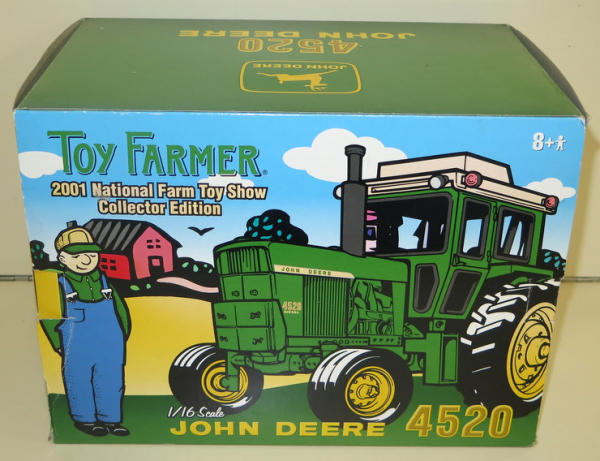 4520
JOHN DEERE
JOHN DEERE
TOY FARMER®
2001 National Farm Toy Show
Collector Edition
8+
JOHN DEERE
4520
DIESEL
1/16 Scale
JOHN DEERE 4520